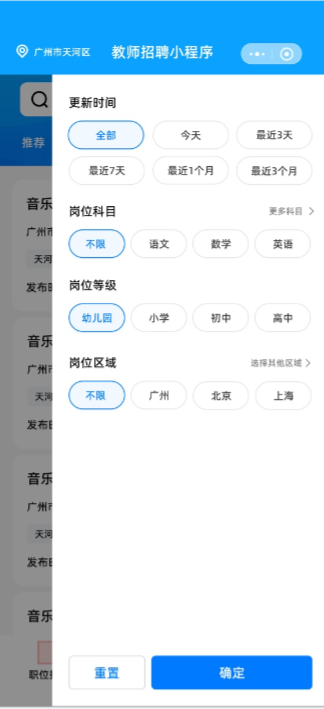 广州市天河区 教师招聘小程序
更新时间
全部 今天 最近3天
最近7天 最近1个月 最近3个月
岗位科目 更多科目
不限 语文 数学 英语
岗位等级
幼儿园 小学 初中 高中
岗位区域 选择其他区域
不限 广州 北京 上海
重置 确定
推荐
音乐
广州市
天河
发布
音乐
广州市
天河
发布
音乐
广州市
天河
发布
音乐
职位